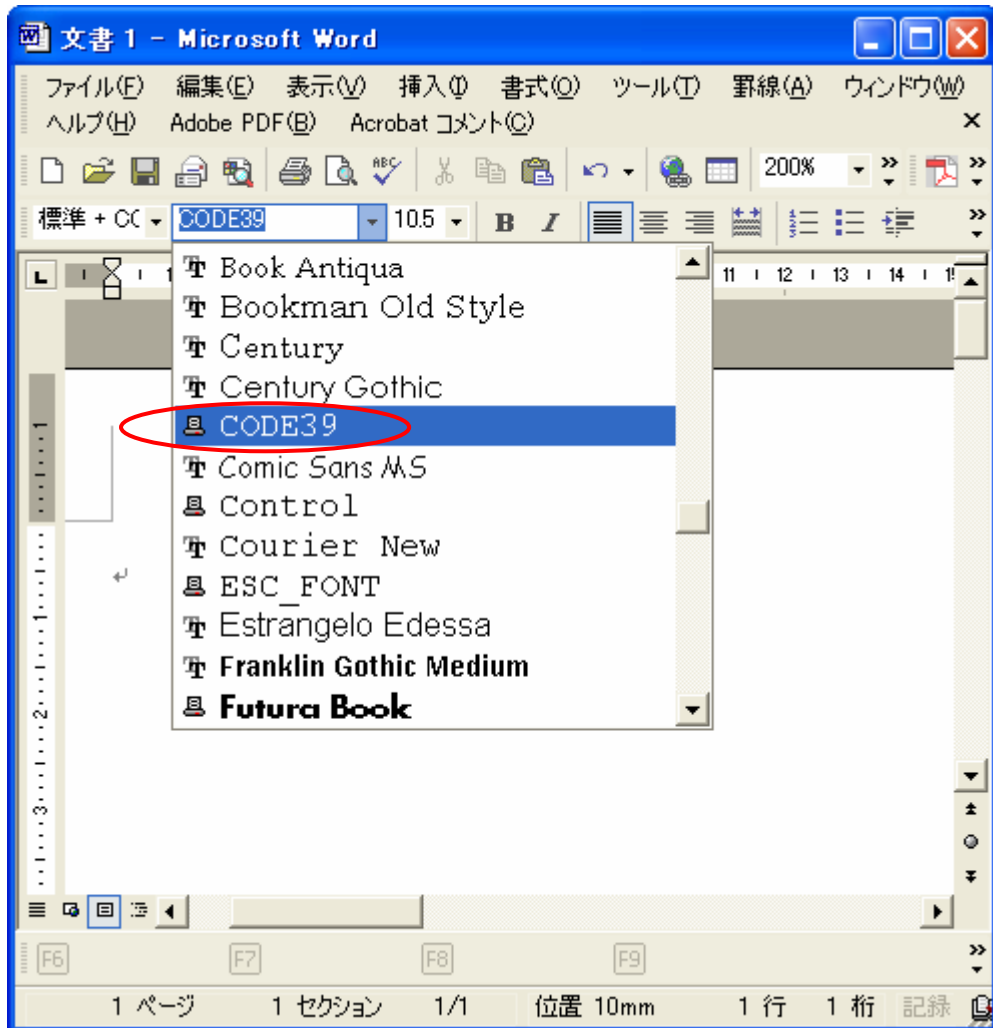 文書 1 - Microsoft Word
ファイル(F) 編集(E) 表示(V) 挿入(I) 書式(O) ツール(T) 罫線(A) ウィンドウ(W)
ヘルプ(H) Adobe PDF(B) Acrobat コメント(C)
ABC 200%
標準 + CC CODE39 10.5 B I
L 11 12 13 14
Book Antiqua
Bookman Old Style
Century
Century Gothic
CODE39
Comic Sans MS
Control
Courier New
ESC_FONT
Estrangelo Edessa
Franklin Gothic Medium
Futura Book
1
1
2
3
F6 F7 F8 F9
1 ページ 1 セクション 1/1 位置 10mm 1 行 1 桁 記録